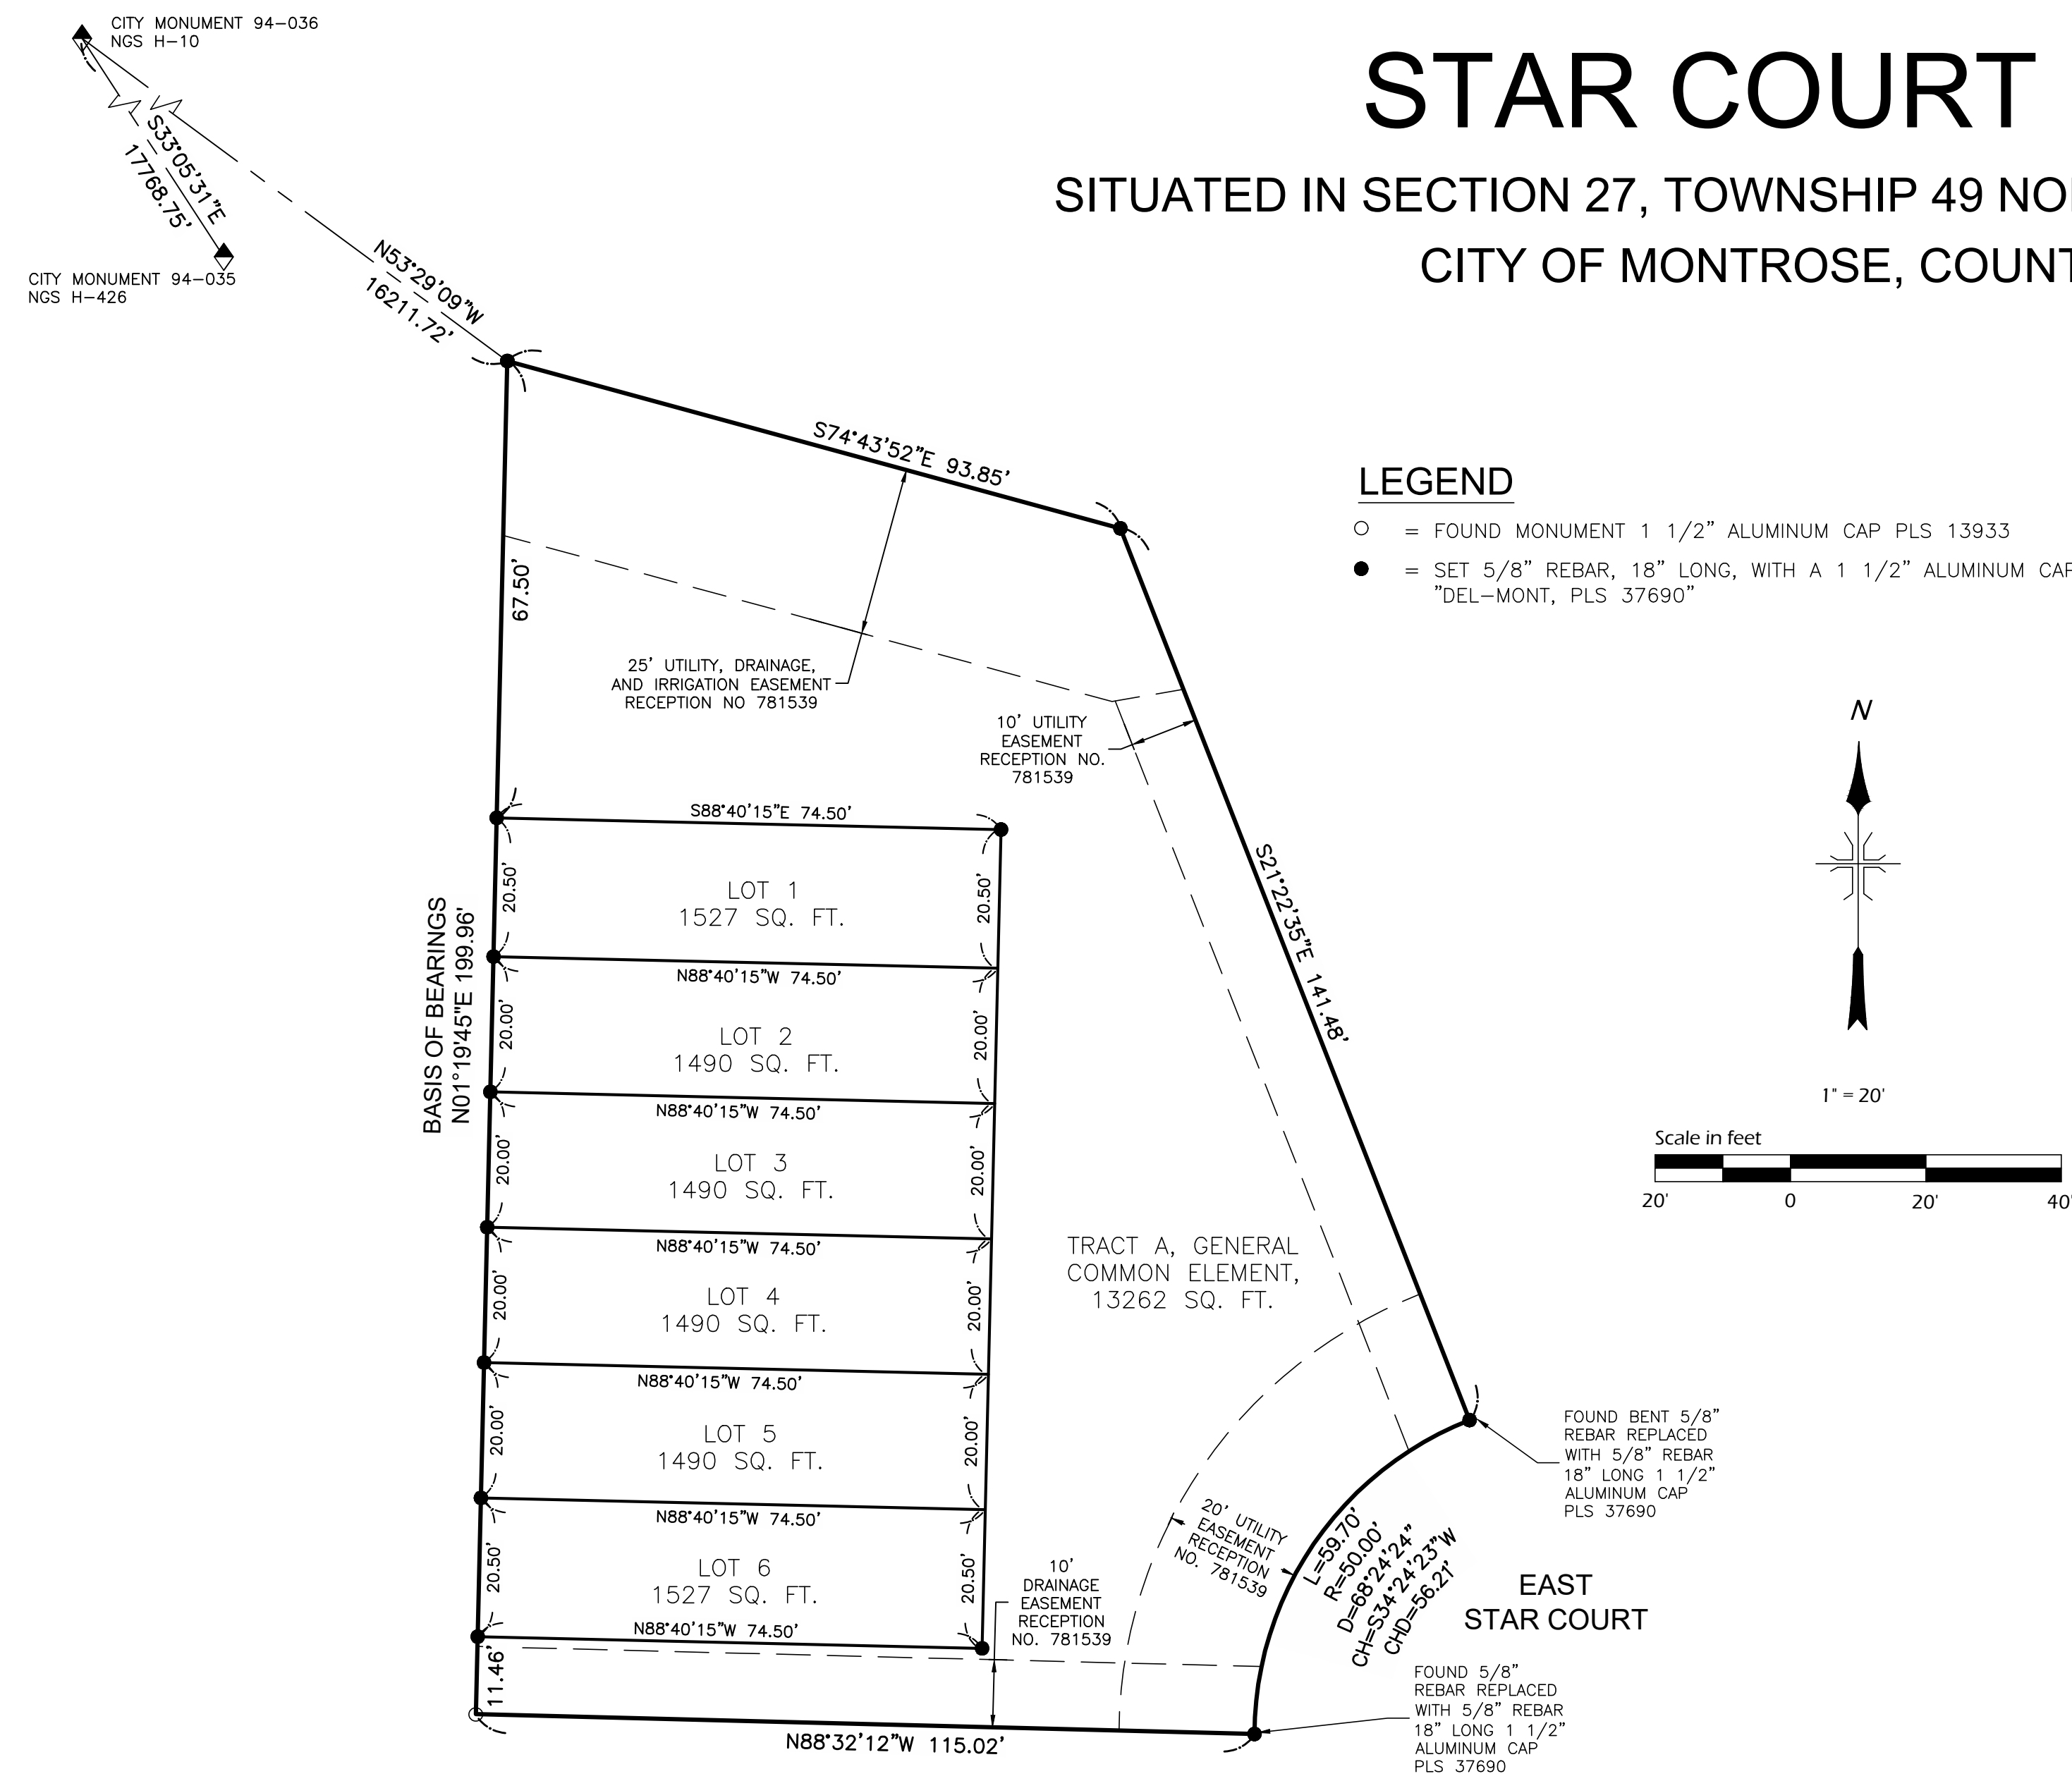 CITY MONUMENT 94-036
NGS H-10
S33°05'31"E
17768.75'
CITY MONUMENT 94-035
NGS H-426
N53°29'09"W
16211.72'
STAR COURT
SITUATED IN SECTION 27, TOWNSHIP 49 NO
CITY OF MONTROSE, COUNT
S74°43'52"E 93.85'
LEGEND
= FOUND MONUMENT 1 1/2" ALUMINUM CAP PLS 13933
= SET 5/8" REBAR, 18" LONG, WITH A 1 1/2" ALUMINUM CAP
"DEL-MONT, PLS 37690"
67.50'
25' UTILITY, DRAINAGE,
AND IRRIGATION EASEMENT
RECEPTION NO 781539
10' UTILITY
EASEMENT
RECEPTION NO.
781539
N
1" = 20'
Scale in feet
20' 0 20' 40'
S21°22'35"E 141.48'
BASIS OF BEARINGS
N01°19'45"E 199.96'
S88°40'15"E 74.50'
20.50'
LOT 1
1527 SQ. FT.
20.50'
N88°40'15"W 74.50'
20.00'
LOT 2
1490 SQ. FT.
20.00'
N88°40'15"W 74.50'
20.00'
LOT 3
1490 SQ. FT.
20.00'
N88°40'15"W 74.50'
20.00'
LOT 4
1490 SQ. FT.
20.00'
N88°40'15"W 74.50'
20.00'
LOT 5
1490 SQ. FT.
20.00'
N88°40'15"W 74.50'
20.50'
LOT 6
1527 SQ. FT.
20.50'
N88°40'15"W 74.50'
11.46'
TRACT A, GENERAL
COMMON ELEMENT,
13262 SQ. FT.
10'
DRAINAGE
EASEMENT
RECEPTION
NO. 781539
20' UTILITY
EASEMENT
RECEPTION
NO. 781539
L=59.70'
R=50.00'
D=68°24'24"
CH=S34°24'23"W
CHD=56.21'
FOUND BENT 5/8"
REBAR REPLACED
WITH 5/8" REBAR
18" LONG 1 1/2"
ALUMINUM CAP
PLS 37690
EAST
STAR COURT
FOUND 5/8"
REBAR REPLACED
WITH 5/8" REBAR
18" LONG 1 1/2"
ALUMINUM CAP
PLS 37690
N88°32'12"W 115.02'